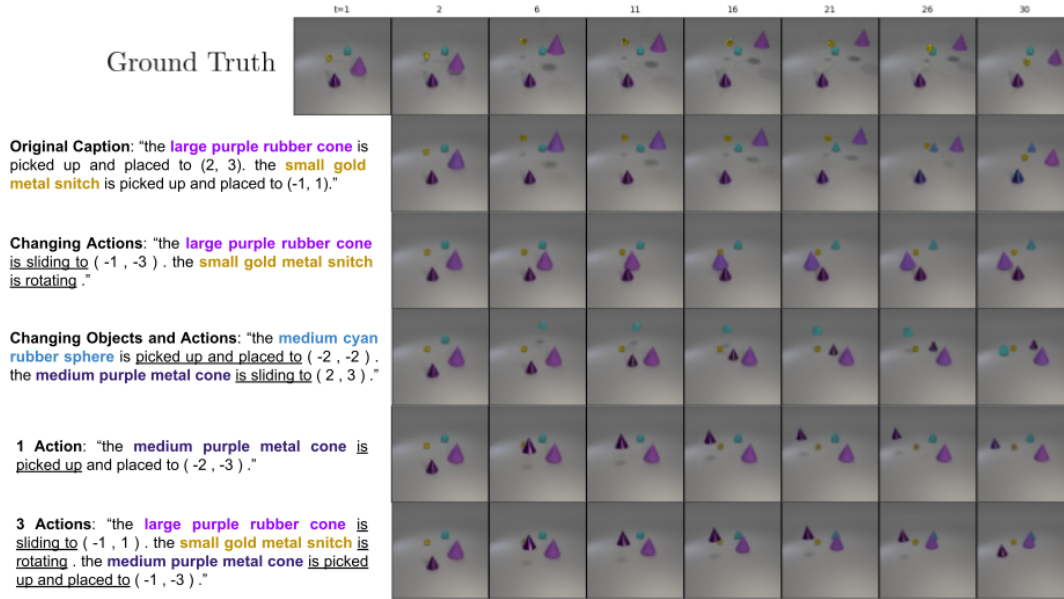 t=1 2 6 11 16 21 26 30
Ground Truth
Original Caption: “the large purple rubber cone is
picked up and placed to (2, 3). the small gold
metal snitch is picked up and placed to (-1, 1).”
Changing Actions: “the large purple rubber cone
is sliding to ( -1 , -3 ) . the small gold metal snitch
is rotating .”
Changing Objects and Actions: “the medium cyan
rubber sphere is picked up and placed to ( -2 , -2 ) .
the medium purple metal cone is sliding to ( 2 , 3 ) .”
1 Action: “the medium purple metal cone is
picked up and placed to ( -2 , -3 ) .”
3 Actions: “the large purple rubber cone is
sliding to ( -1 , 1 ) . the small gold metal snitch is
rotating . the medium purple metal cone is picked
up and placed to ( -1 , -3 ) .”